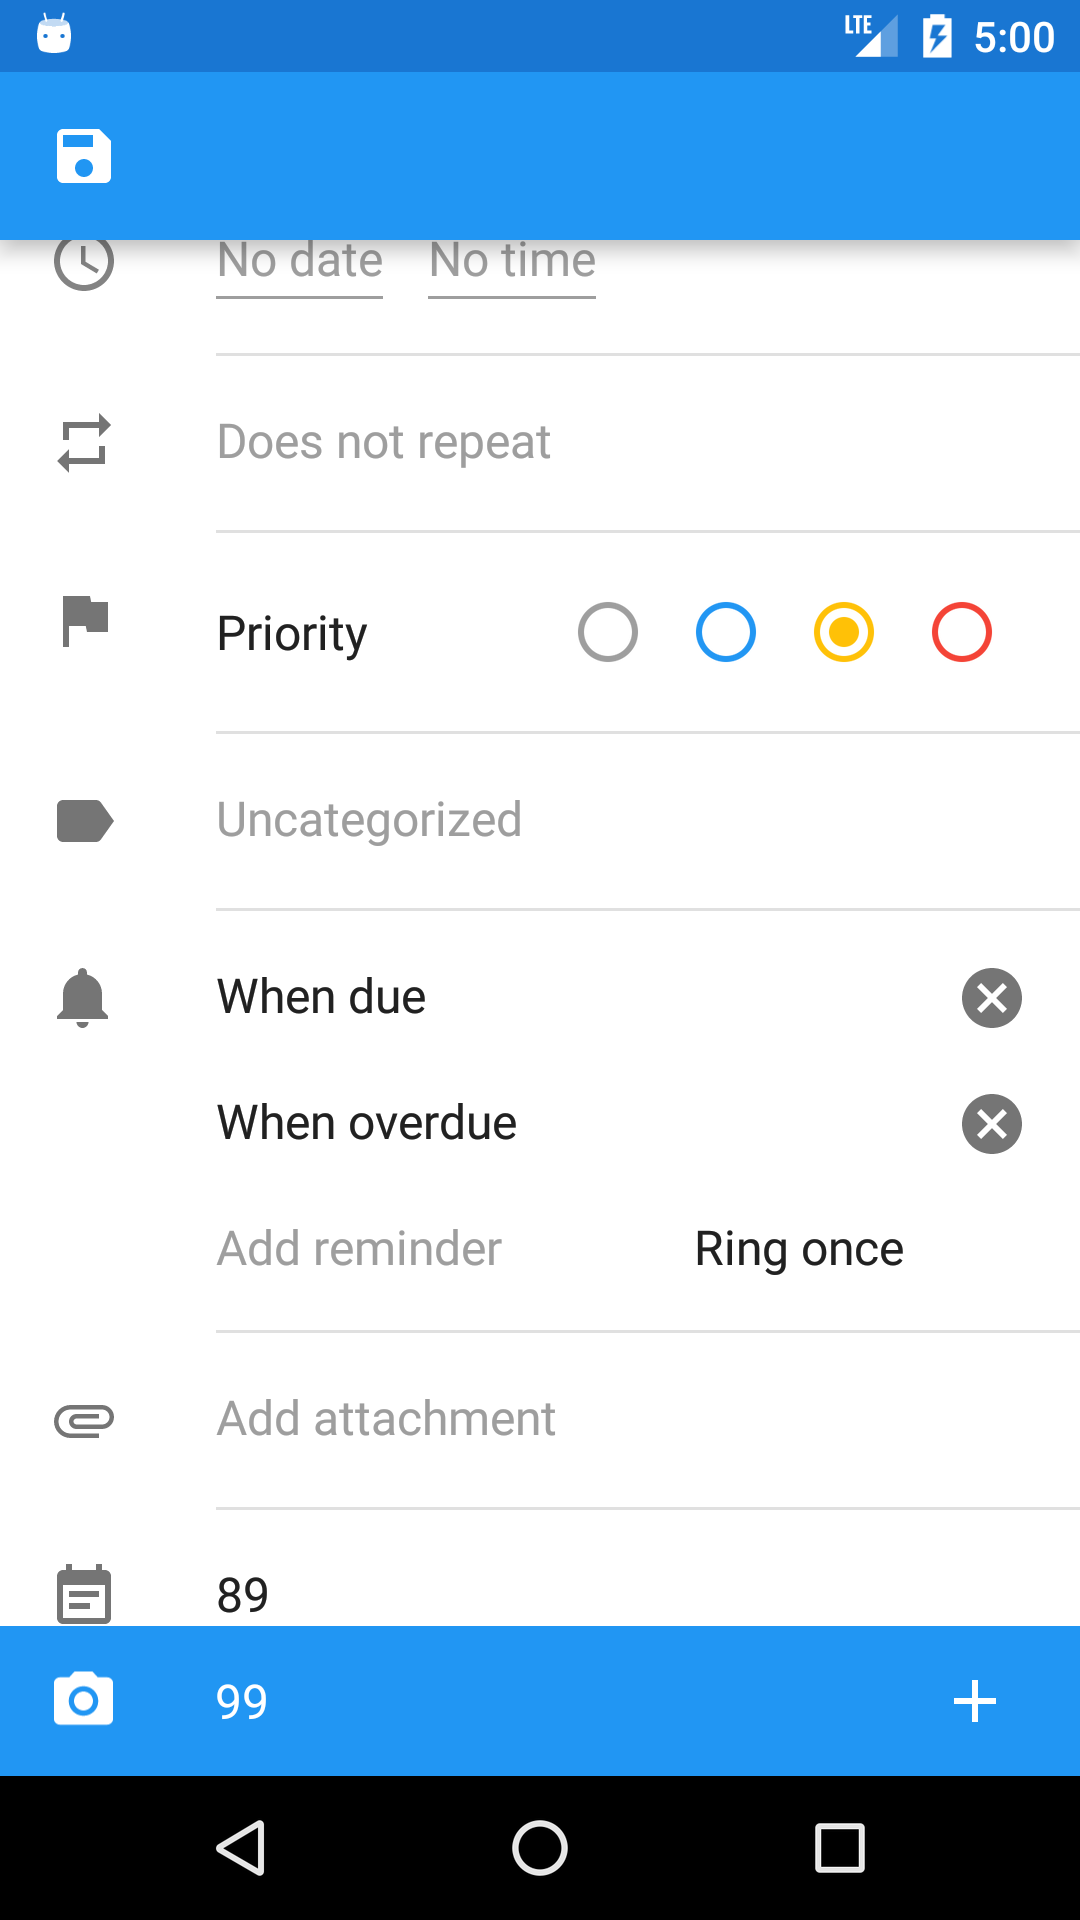 LTE 5:00
No date No time
Does not repeat
Priority
Uncategorized
When due
When overdue
Add reminder Ring once
Add attachment
89
99